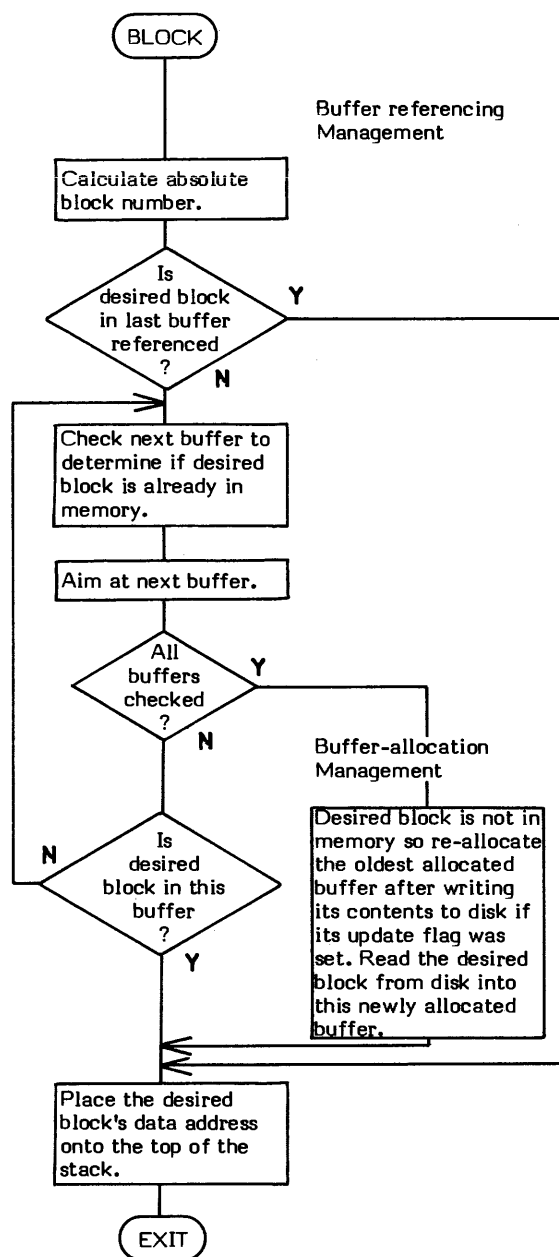 BLOCK
Buffer referencing
Management
Calculate absolute
block number.
Is
desired block
in last buffer
referenced
?
Y
N
Check next buffer to
determine if desired
block is already in
memory.
Aim at next buffer.
All
buffers
checked
?
Y
N
Buffer-allocation
Management
Desired block is not in
memory so re-allocate
the oldest allocated
buffer after writing
its contents to disk if
its update flag was
set. Read the desired
block from disk into
this newly allocated
buffer.
Is
desired
block in this
buffer
?
N
Y
Place the desired
block's data address
onto the top of the
stack.
EXIT